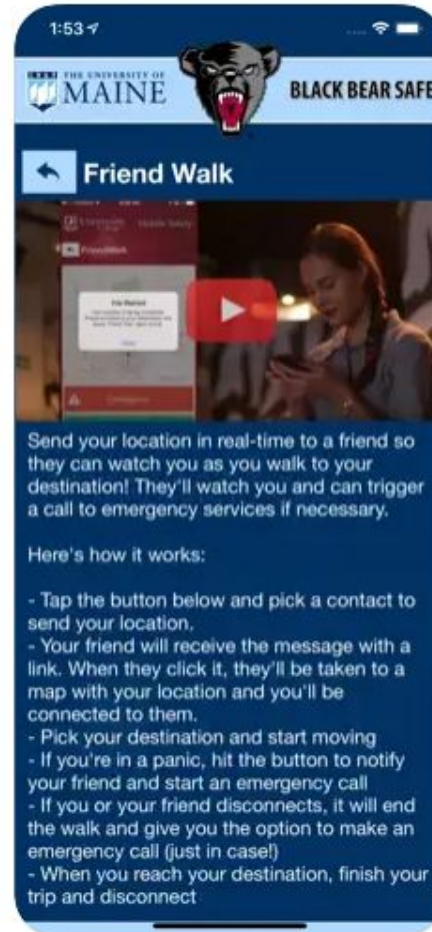 1:53
THE UNIVERSITY OF
MAINE
BLACK BEAR SAFE
Friend Walk
Mobile Safety
FriendWalk
Emergency
Send your location in real-time to a friend so
they can watch you as you walk to your
destination! They'll watch you and can trigger
a call to emergency services if necessary.
Here's how it works:
- Tap the button below and pick a contact to
send your location.
- Your friend will receive the message with a
link. When they click it, they'll be taken to a
map with your location and you'll be
connected to them.
- Pick your destination and start moving
- If you're in a panic, hit the button to notify
your friend and start an emergency call
- If you or your friend disconnects, it will end
the walk and give you the option to make an
emergency call (just in case!)
- When you reach your destination, finish your
trip and disconnect